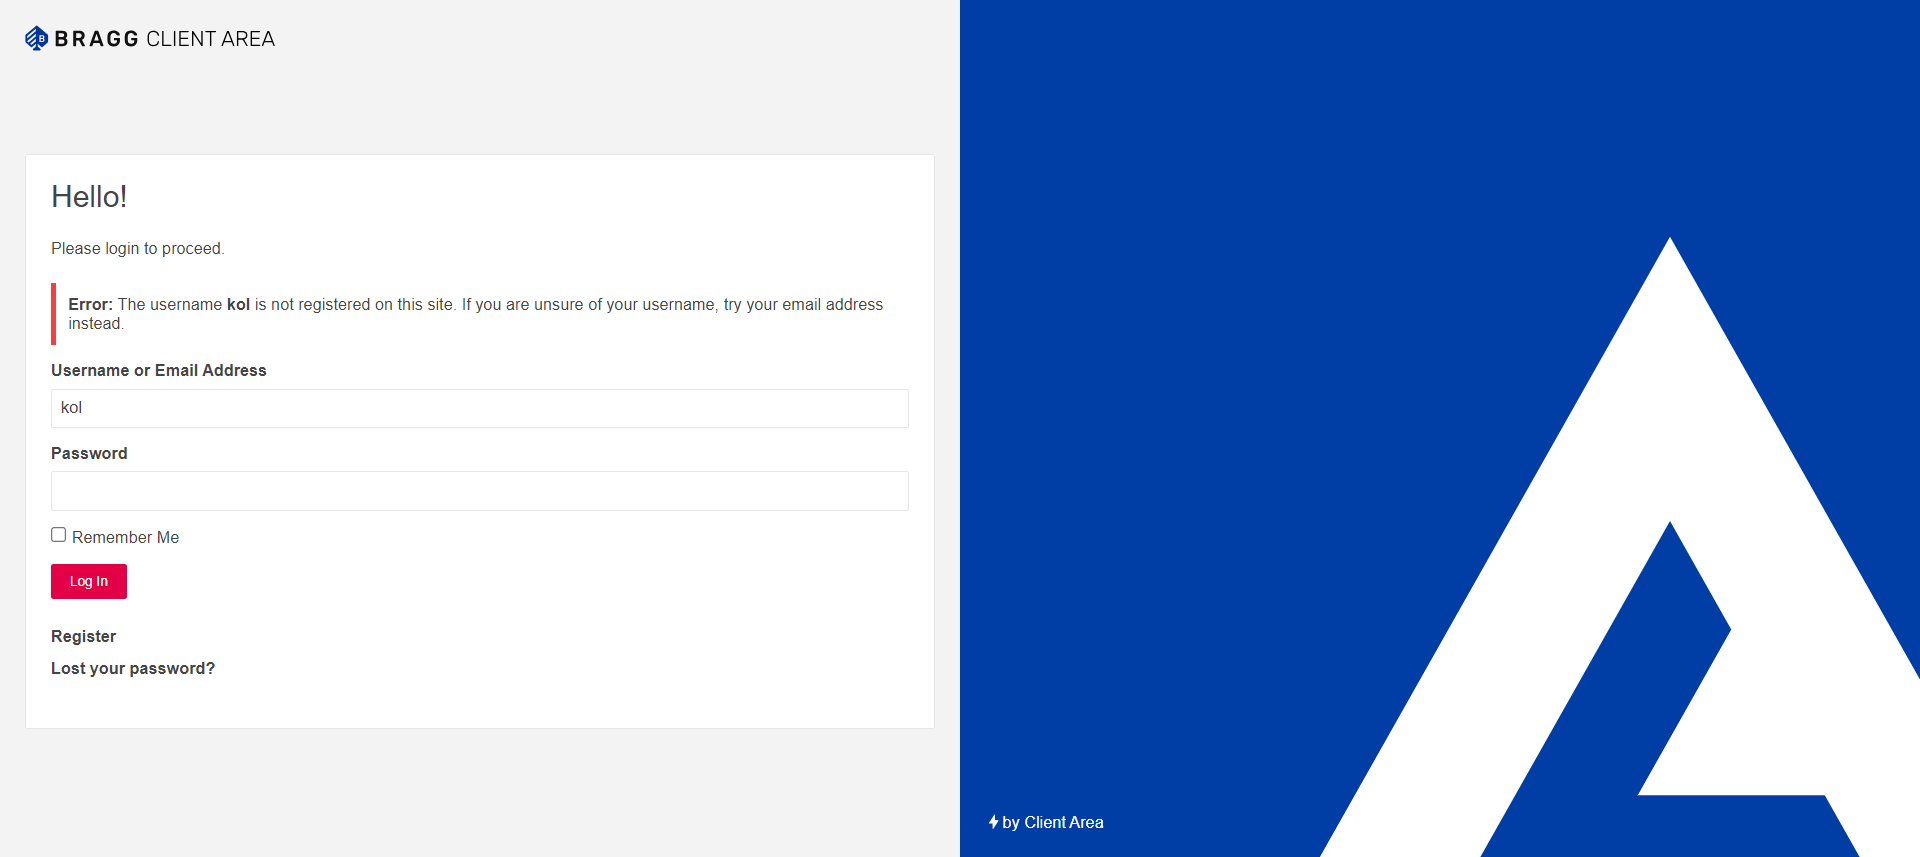 BRAGG CLIENT AREA
Hello!
Please login to proceed.
Error: The username kol is not registered on this site. If you are unsure of your username, try your email address
instead.
Username or Email Address
kol
Password
Remember Me
Log In
Register
Lost your password?
by Client Area